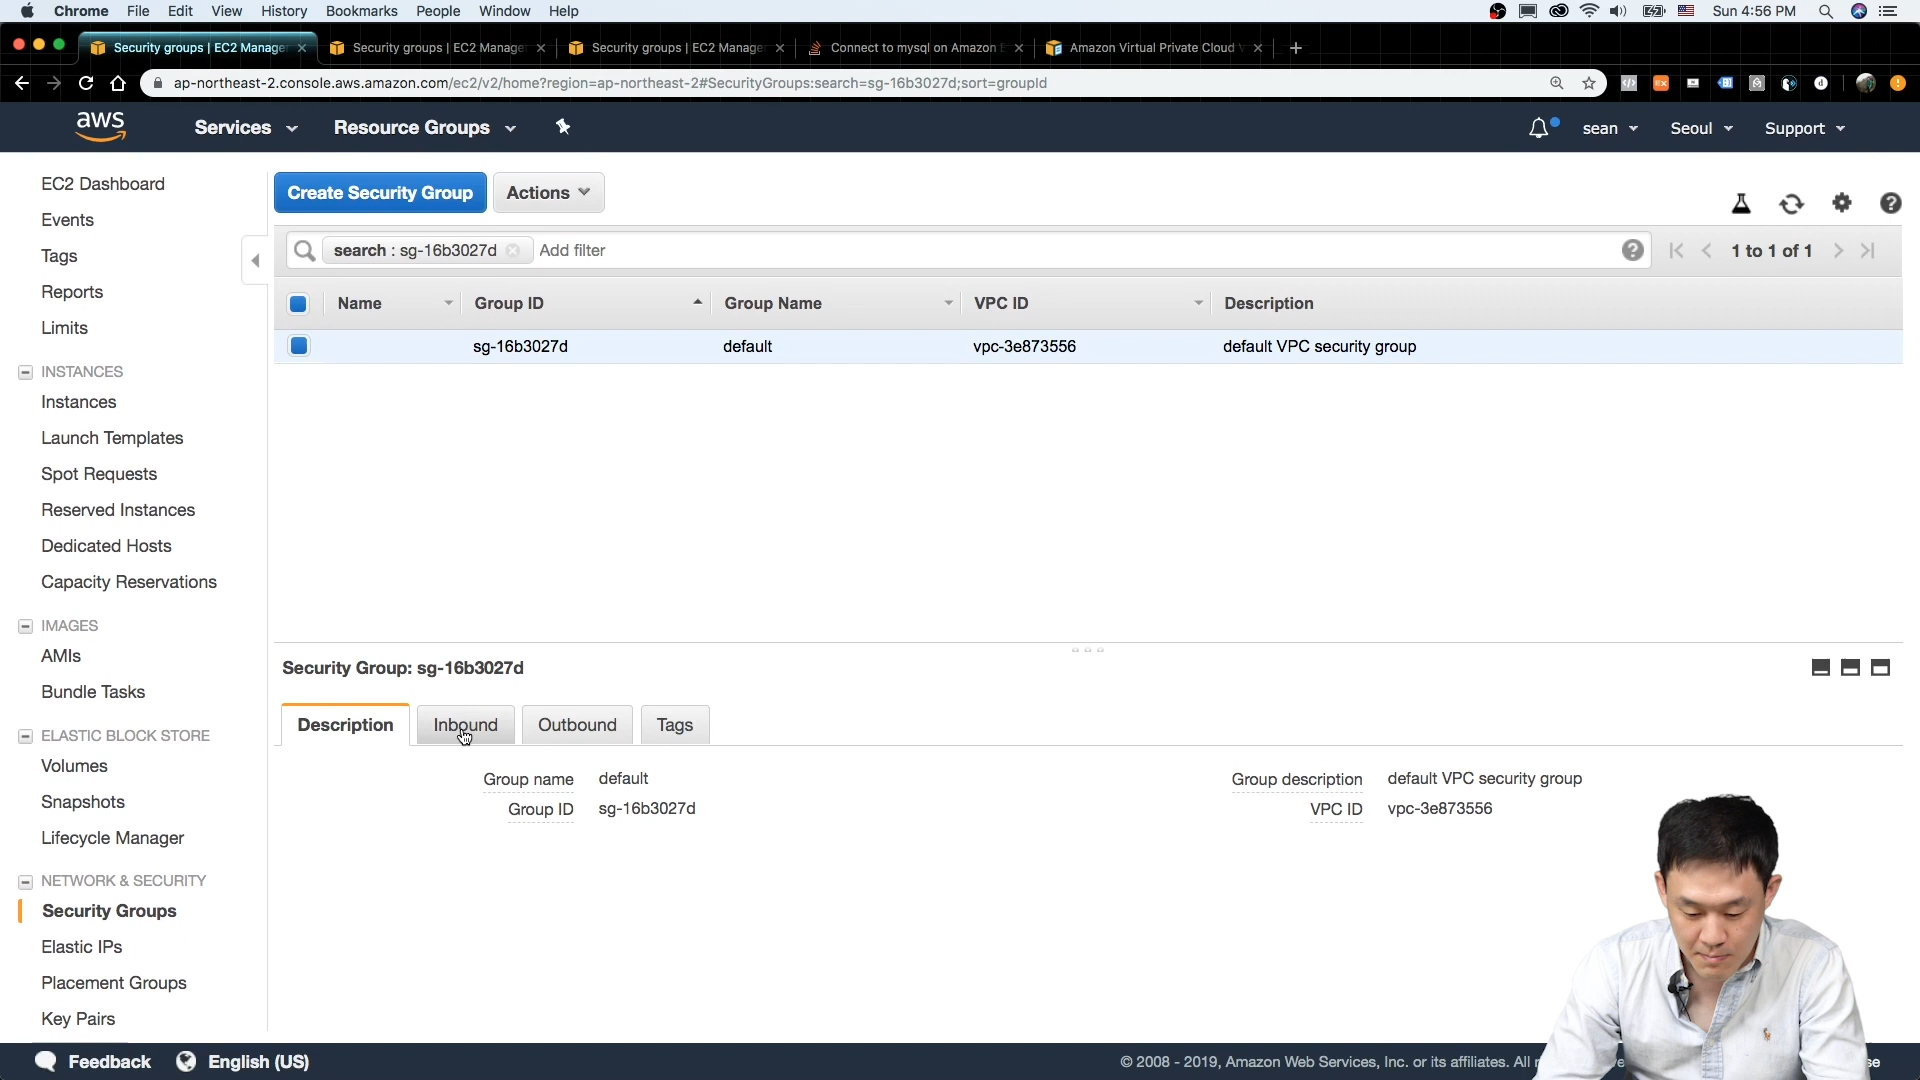 Chrome File Edit View History Bookmarks People Window Help
Sun 4:56 PM
Security groups | EC2 Manage
Security groups | EC2 Manage
Security groups | EC2 Manage
Connect to mysql on Amazon
Amazon Virtual Private Cloud
ap-northeast-2.console.aws.amazon.com/ec2/v2/home?region=ap-northeast-2#SecurityGroups:search=sg-16b3027d;sort=groupId
aws
Services
Resource Groups
sean
Seoul
Support
EC2 Dashboard
Events
Tags
Reports
Limits
INSTANCES
Instances
Launch Templates
Spot Requests
Reserved Instances
Dedicated Hosts
Capacity Reservations
IMAGES
AMIs
Bundle Tasks
ELASTIC BLOCK STORE
Volumes
Snapshots
Lifecycle Manager
NETWORK & SECURITY
Security Groups
Elastic IPs
Placement Groups
Key Pairs
Create Security Group
Actions
search : sg-16b3027d
Add filter
1 to 1 of 1
Name Group ID Group Name VPC ID Description
sg-16b3027d default vpc-3e873556 default VPC security group
Security Group: sg-16b3027d
Description
Inbound
Outbound
Tags
Group name default
Group ID sg-16b3027d
Group description default VPC security group
VPC ID vpc-3e873556
Feedback
English (US)
© 2008 - 2019, Amazon Web Services, Inc. or its affiliates. All